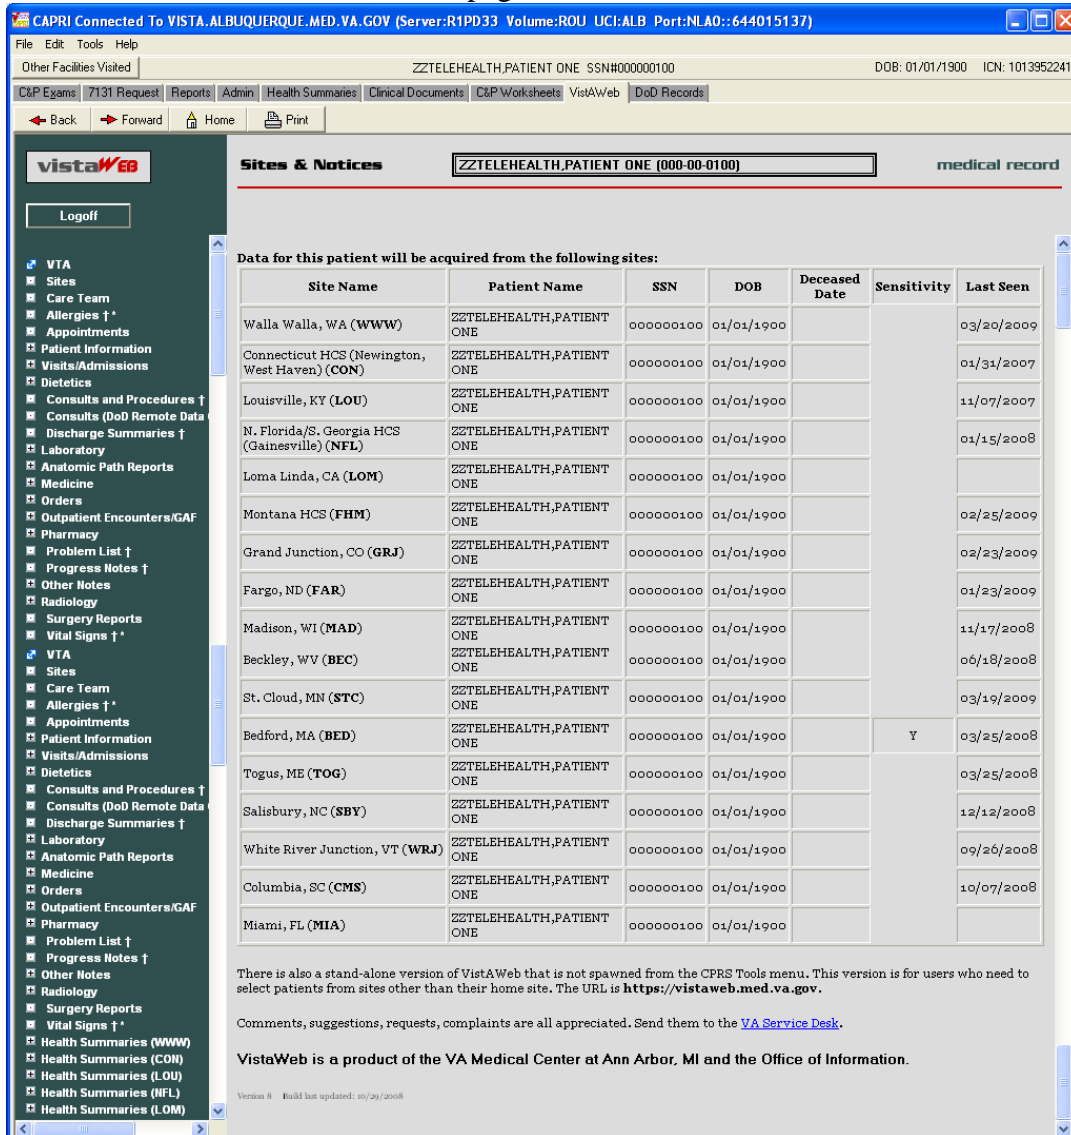 CAPRI Connected To VISTA.ALBUQUERQUE.MED.VA.GOV (Server:R1PD33 Volume:ROU UCI:ALB Port:NLA0::644015137)
File Edit Tools Help
Other Facilities Visited ZZTELEHEALTH,PATIENT ONE SSN#000000100 DOB: 01/01/1900 ICN: 1013952241
C&P Exams 7131 Request Reports Admin Health Summaries Clinical Documents C&P Worksheets VistAWeb DoD Records
Back Forward Home Print
vistaWEB
Logoff
VTA
Sites
Care Team
Allergies †*
Appointments
Patient Information
Visits/Admissions
Dietetics
Consults and Procedures †
Consults (DoD Remote Data
Discharge Summaries †
Laboratory
Anatomic Path Reports
Medicine
Orders
Outpatient Encounters/GAF
Pharmacy
Problem List †
Progress Notes †
Other Notes
Radiology
Surgery Reports
Vital Signs †*
VTA
Sites
Care Team
Allergies †*
Appointments
Patient Information
Visits/Admissions
Dietetics
Consults and Procedures †
Consults (DoD Remote Data
Discharge Summaries †
Laboratory
Anatomic Path Reports
Medicine
Orders
Outpatient Encounters/GAF
Pharmacy
Problem List †
Progress Notes †
Other Notes
Radiology
Surgery Reports
Vital Signs †*
Health Summaries (WWW)
Health Summaries (CON)
Health Summaries (LOU)
Health Summaries (NFL)
Health Summaries (LOM)
Sites & Notices ZZTELEHEALTH,PATIENT ONE (000-00-0100) medical record
Data for this patient will be acquired from the following sites:
Site Name Patient Name SSN DOB Deceased Date Sensitivity Last Seen
Walla Walla, WA (WWW) ZZTELEHEALTH,PATIENT ONE 000000100 01/01/1900 03/20/2009
Connecticut HCS (Newington, West Haven) (CON) ZZTELEHEALTH,PATIENT ONE 000000100 01/01/1900 01/31/2007
Louisville, KY (LOU) ZZTELEHEALTH,PATIENT ONE 000000100 01/01/1900 11/07/2007
N. Florida/S. Georgia HCS (Gainesville) (NFL) ZZTELEHEALTH,PATIENT ONE 000000100 01/01/1900 01/15/2008
Loma Linda, CA (LOM) ZZTELEHEALTH,PATIENT ONE 000000100 01/01/1900
Montana HCS (FHM) ZZTELEHEALTH,PATIENT ONE 000000100 01/01/1900 02/25/2009
Grand Junction, CO (GRJ) ZZTELEHEALTH,PATIENT ONE 000000100 01/01/1900 02/23/2009
Fargo, ND (FAR) ZZTELEHEALTH,PATIENT ONE 000000100 01/01/1900 01/23/2009
Madison, WI (MAD) ZZTELEHEALTH,PATIENT ONE 000000100 01/01/1900 11/17/2008
Beckley, WV (BEC) ZZTELEHEALTH,PATIENT ONE 000000100 01/01/1900 06/18/2008
St. Cloud, MN (STC) ZZTELEHEALTH,PATIENT ONE 000000100 01/01/1900 03/19/2009
Bedford, MA (BED) ZZTELEHEALTH,PATIENT ONE 000000100 01/01/1900 Y 03/25/2008
Togus, ME (TOG) ZZTELEHEALTH,PATIENT ONE 000000100 01/01/1900 03/25/2008
Salisbury, NC (SBY) ZZTELEHEALTH,PATIENT ONE 000000100 01/01/1900 12/12/2008
White River Junction, VT (WRJ) ZZTELEHEALTH,PATIENT ONE 000000100 01/01/1900 09/26/2008
Columbia, SC (CMS) ZZTELEHEALTH,PATIENT ONE 000000100 01/01/1900 10/07/2008
Miami, FL (MIA) ZZTELEHEALTH,PATIENT ONE 000000100 01/01/1900
There is also a stand-alone version of VistAWeb that is not spawned from the CPRS Tools menu. This version is for users who need to
select patients from sites other than their home site. The URL is https://vistaweb.med.va.gov.
Comments, suggestions, requests, complaints are all appreciated. Send them to the VA Service Desk.
VistaWeb is a product of the VA Medical Center at Ann Arbor, MI and the Office of Information.
Version 8 Build last updated: 10/29/2008